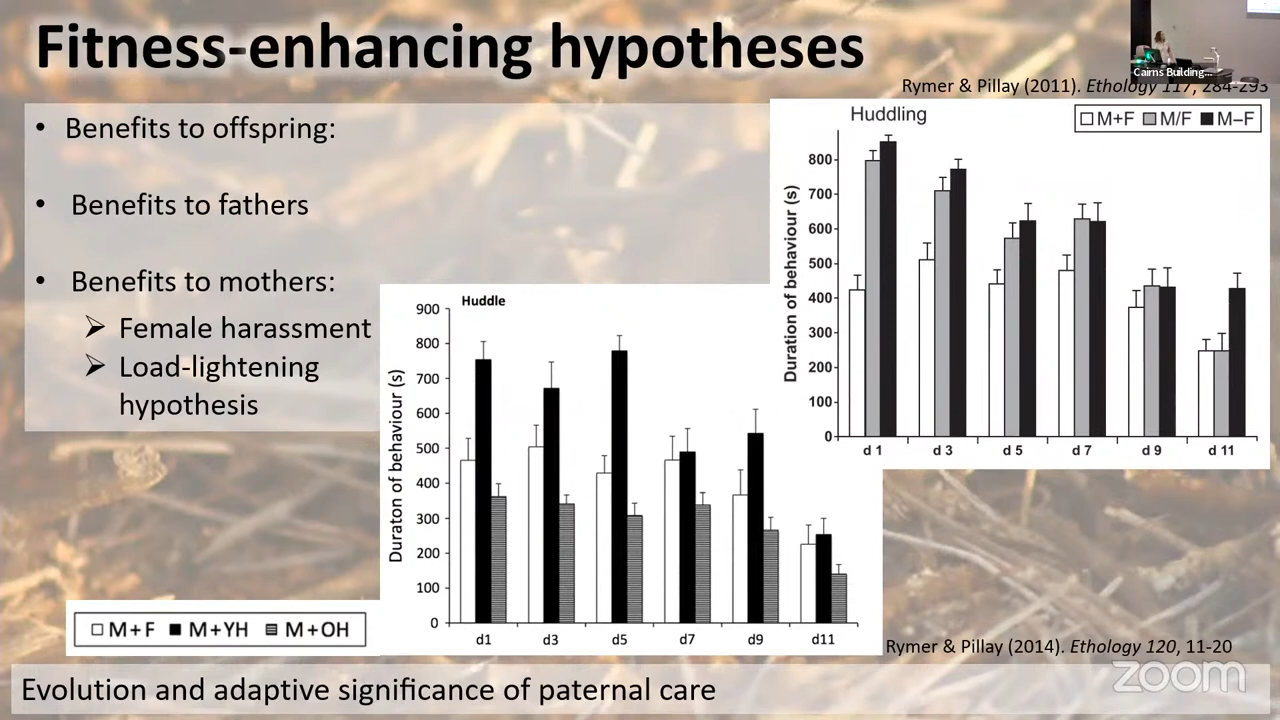 Fitness-enhancing hypotheses
Cairns Building...
Rymer & Pillay (2011). Ethology 117, 284-293
• Benefits to offspring:
• Benefits to fathers
• Benefits to mothers:
➢ Female harassment
➢ Load-lightening
hypothesis
Huddling
M+F M/F M–F
Duration of behaviour (s)
800
700
600
500
400
300
200
100
0
d 1 d 3 d 5 d 7 d 9 d 11
Huddle
Duraton of behaviour (s)
900
800
700
600
500
400
300
200
100
0
d1 d3 d5 d7 d9 d11
M+F M+YH M+OH
Rymer & Pillay (2014). Ethology 120, 11-20
Evolution and adaptive significance of paternal care
zoom